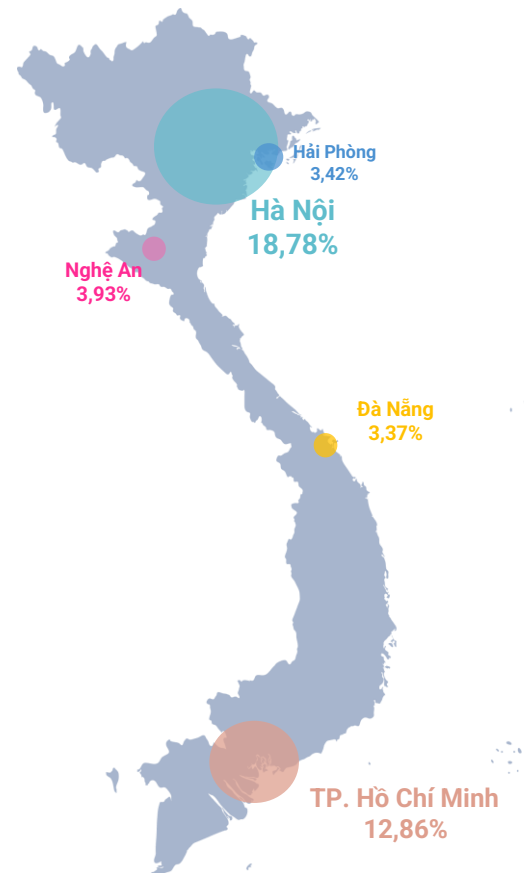 Hải Phòng
3,42%
Hà Nội
18,78%
Nghệ An
3,93%
Đà Nẵng
3,37%
TP. Hồ Chí Minh
12,86%